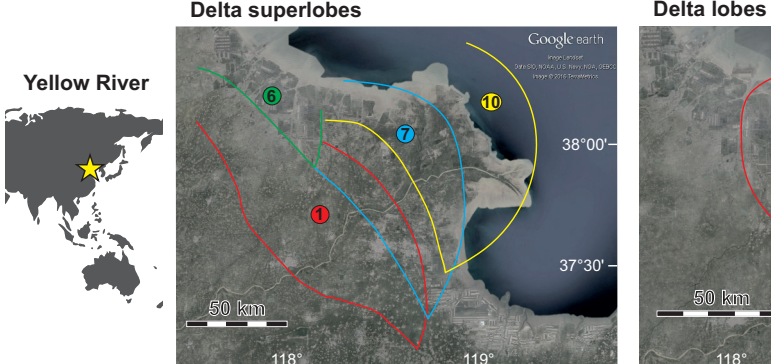 Delta superlobes
Delta lobes
Yellow River
Google earth
Image Landsat
Data SIO, NOAA, U.S. Navy, NGA, GEBCO
Image © 2016 TerraMetrics
6
10
7
1
38°00'
37°30'
50 km
50 km
118°
119°
118°